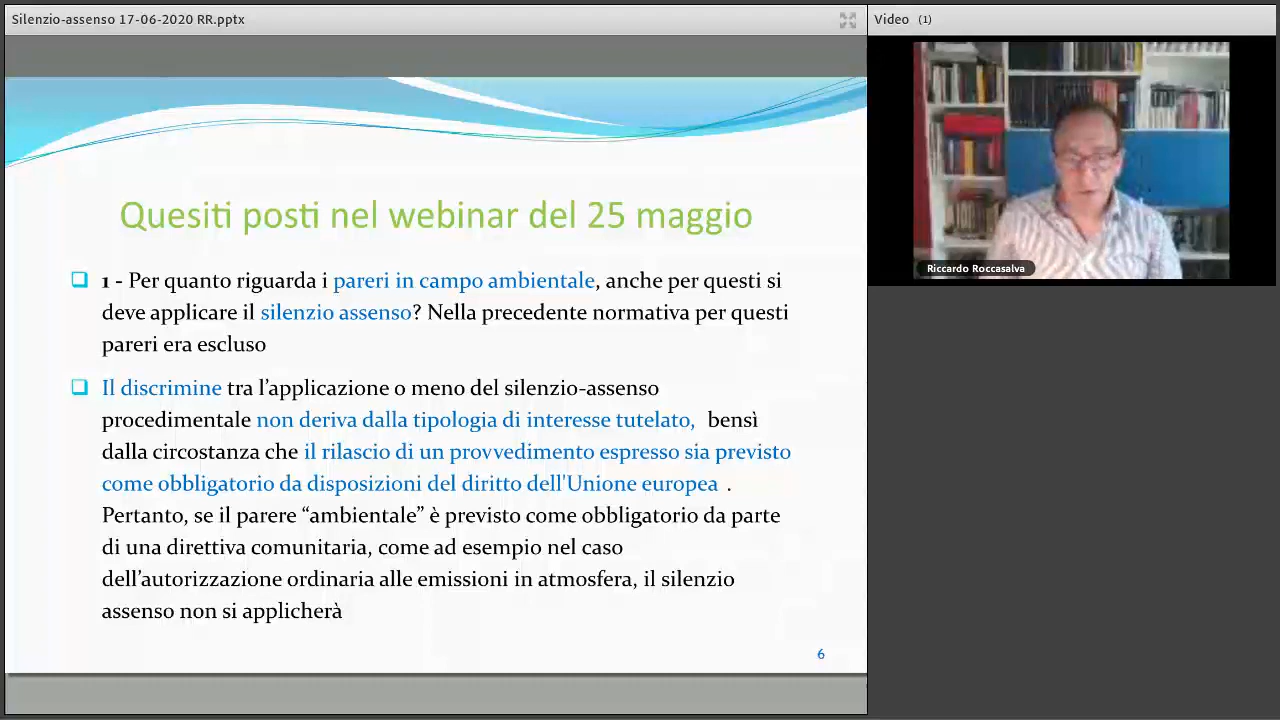 Silenzio-assenso 17-06-2020 RR.pptx
Video (1)
Riccardo Roccasalva
Quesiti posti nel webinar del 25 maggio
1 - Per quanto riguarda i pareri in campo ambientale, anche per questi si
deve applicare il silenzio assenso? Nella precedente normativa per questi
pareri era escluso
Il discrimine tra l’applicazione o meno del silenzio-assenso
procedimentale non deriva dalla tipologia di interesse tutelato, bensì
dalla circostanza che il rilascio di un provvedimento espresso sia previsto
come obbligatorio da disposizioni del diritto dell'Unione europea .
Pertanto, se il parere “ambientale” è previsto come obbligatorio da parte
di una direttiva comunitaria, come ad esempio nel caso
dell’autorizzazione ordinaria alle emissioni in atmosfera, il silenzio
assenso non si applicherà
6